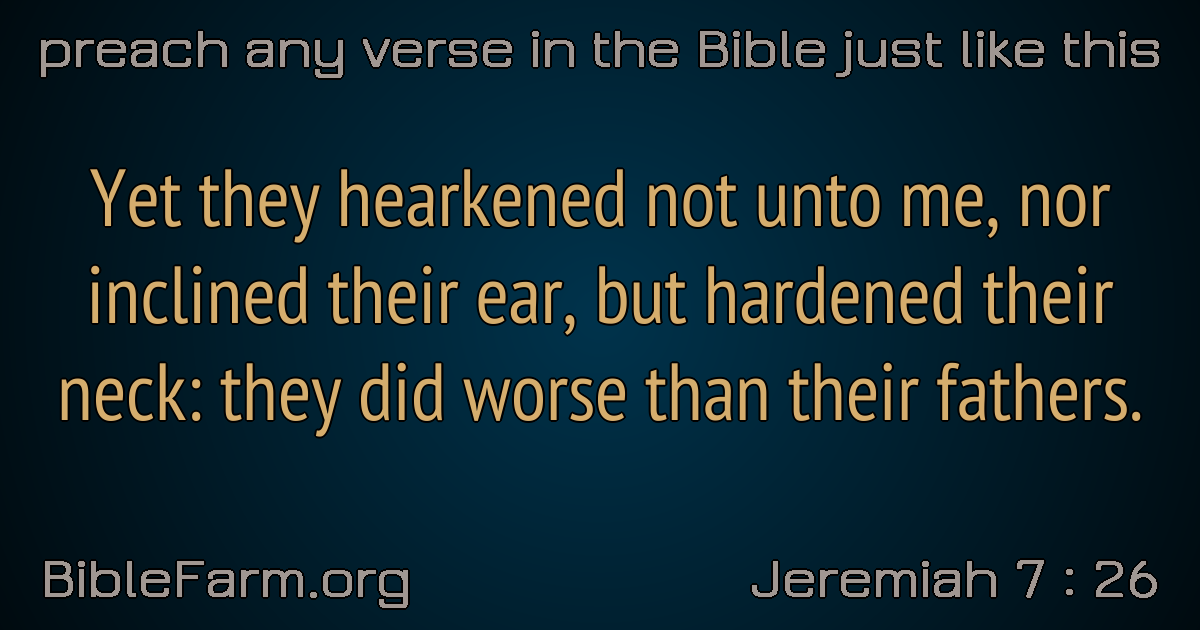 preach any verse in the Bible just like this
Yet they hearkened not unto me, nor
inclined their ear, but hardened their
neck: they did worse than their fathers.
BibleFarm.org
Jeremiah 7 : 26